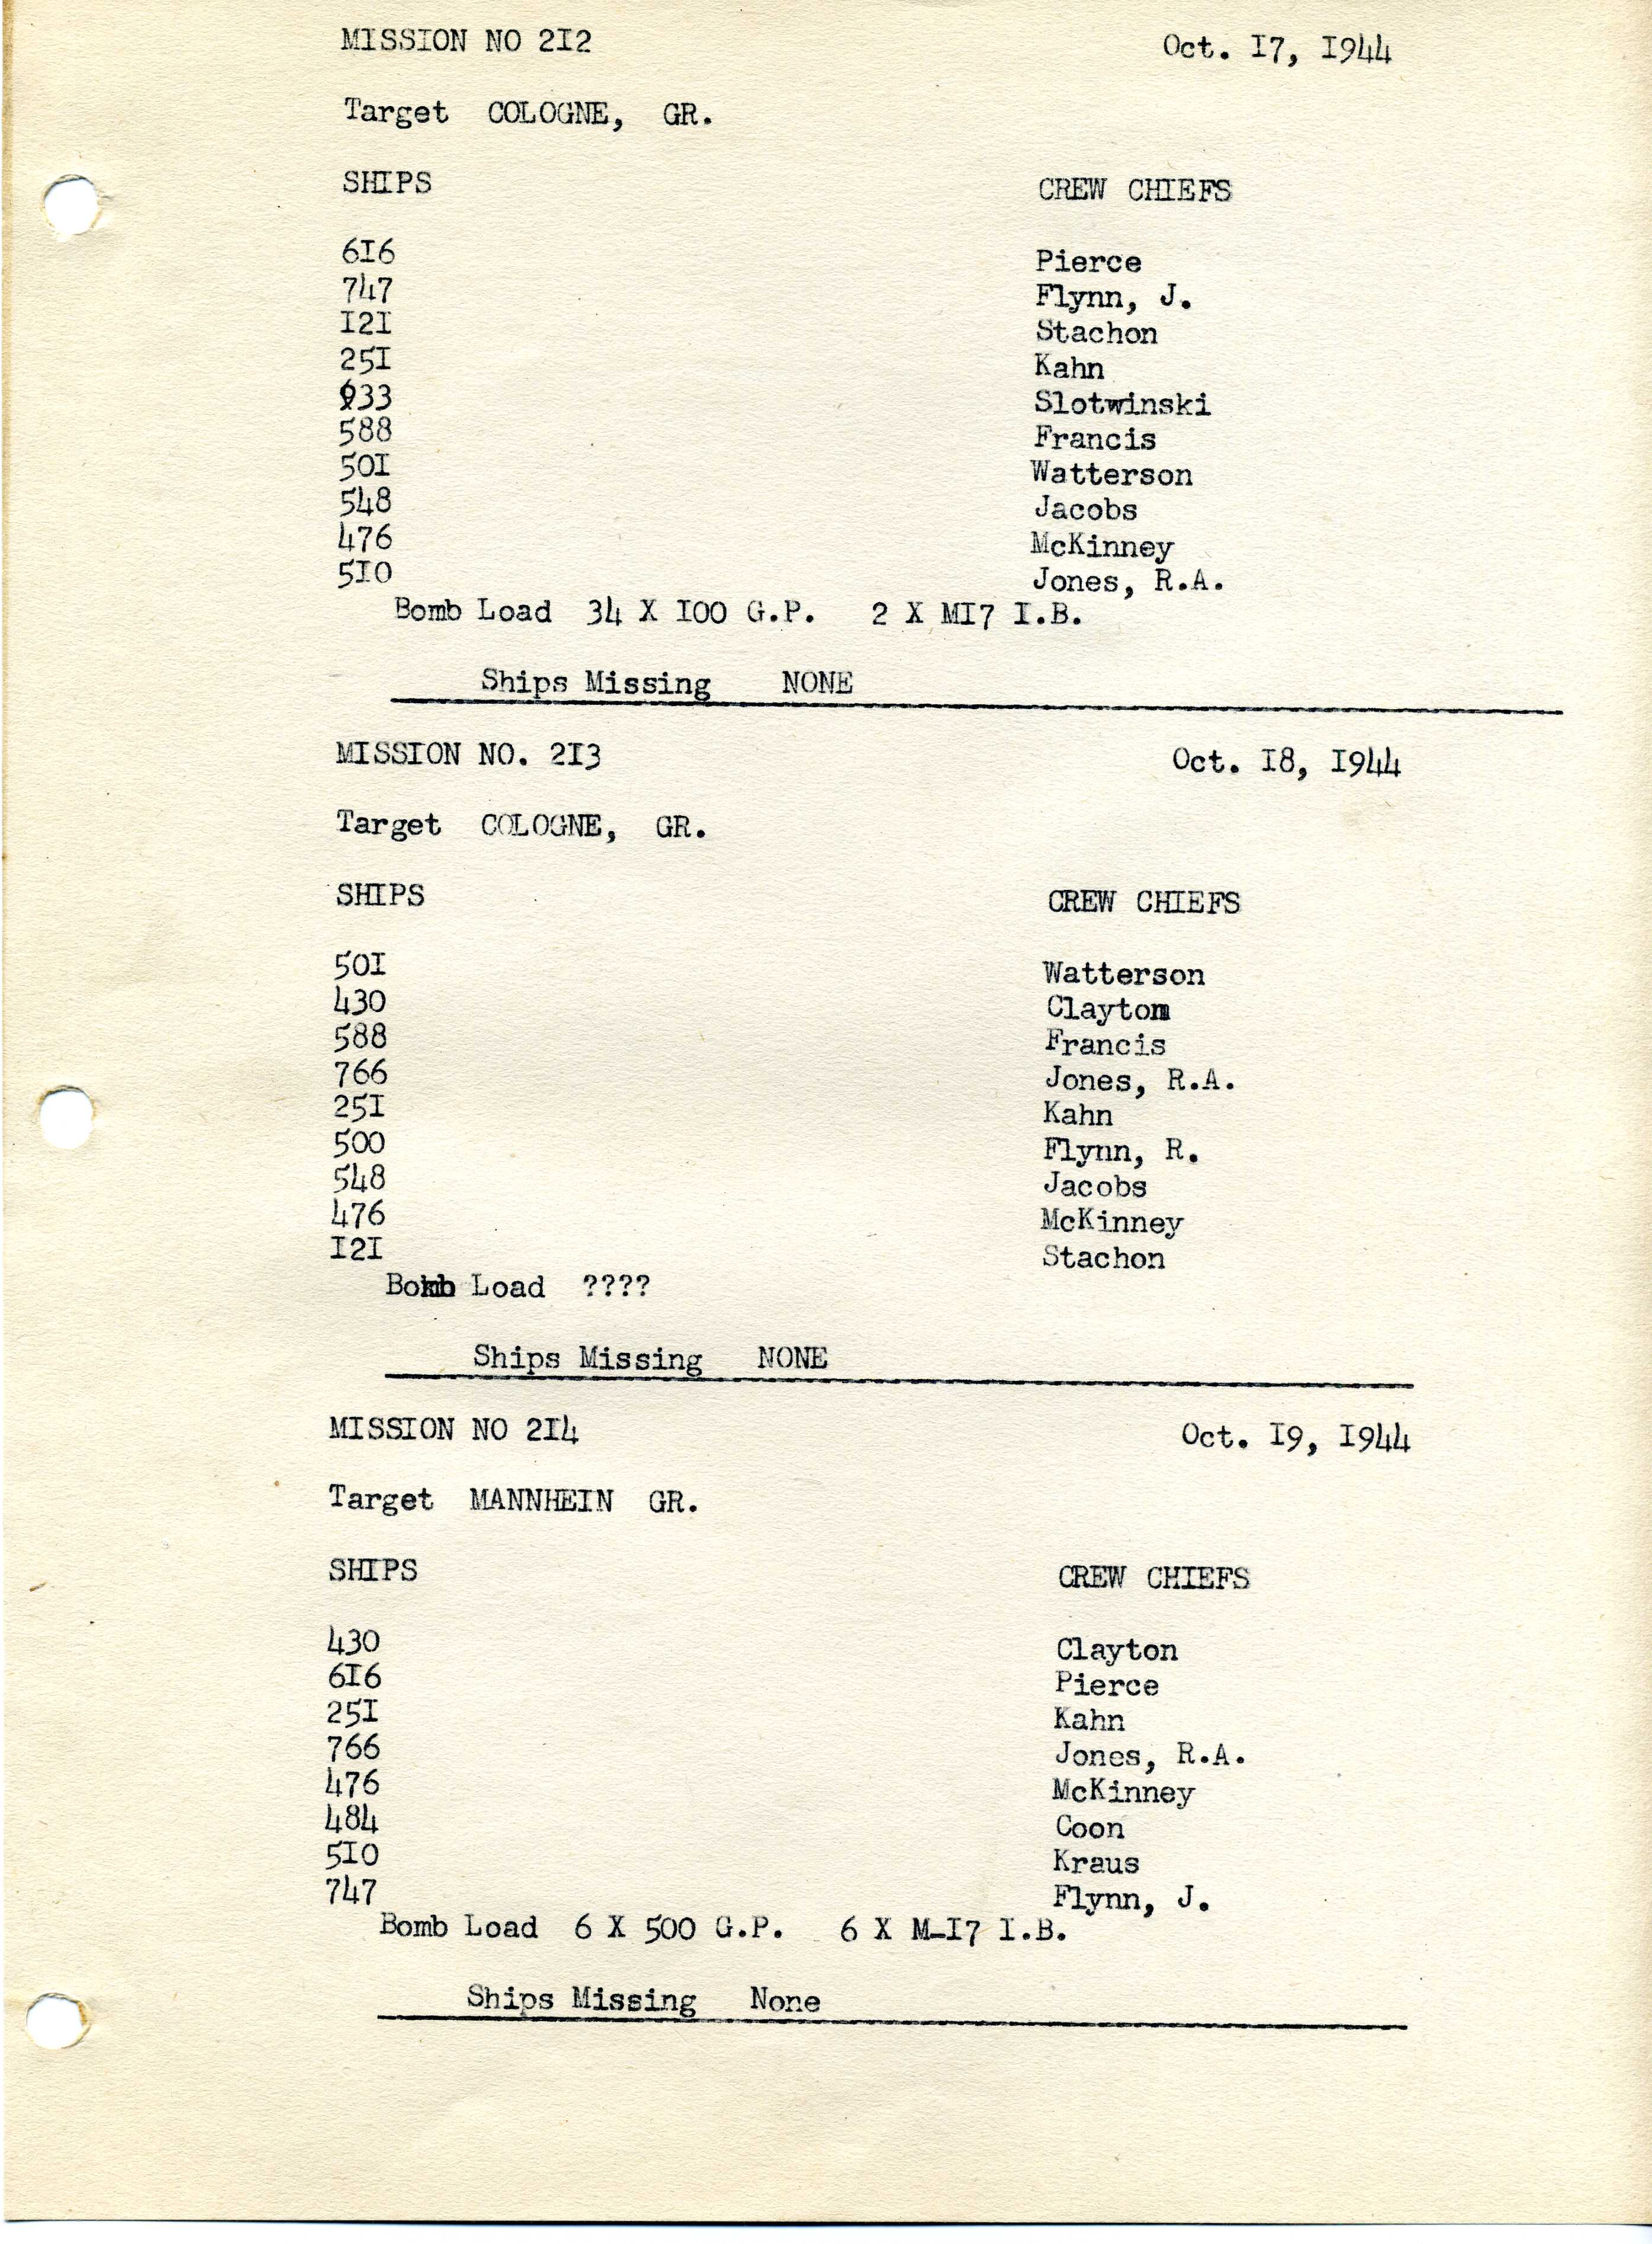 MISSION NO 2I2 Oct. I7, I944
Target COLOGNE, GR.
SHIPS CREW CHIEFS
6I6 Pierce
747 Flynn, J.
I2I Stachon
25I Kahn
933 Slotwinski
588 Francis
50I Watterson
548 Jacobs
476 McKinney
5I0 Jones, R.A.
Bomb Load 34 X I00 G.P. 2 X MI7 I.B.
Ships Missing NONE
MISSION NO. 2I3 Oct. I8, I944
Target COLOGNE, GR.
SHIPS CREW CHIEFS
50I Watterson
430 Clayton
588 Francis
766 Jones, R.A.
25I Kahn
500 Flynn, R.
548 Jacobs
476 McKinney
I2I Stachon
Bomb Load ????
Ships Missing NONE
MISSION NO 2I4 Oct. I9, I944
Target MANNHEIN GR.
SHIPS CREW CHIEFS
430 Clayton
6I6 Pierce
25I Kahn
766 Jones, R.A.
476 McKinney
484 Coon
5I0 Kraus
747 Flynn, J.
Bomb Load 6 X 500 G.P. 6 X M-I7 I.B.
Ships Missing None